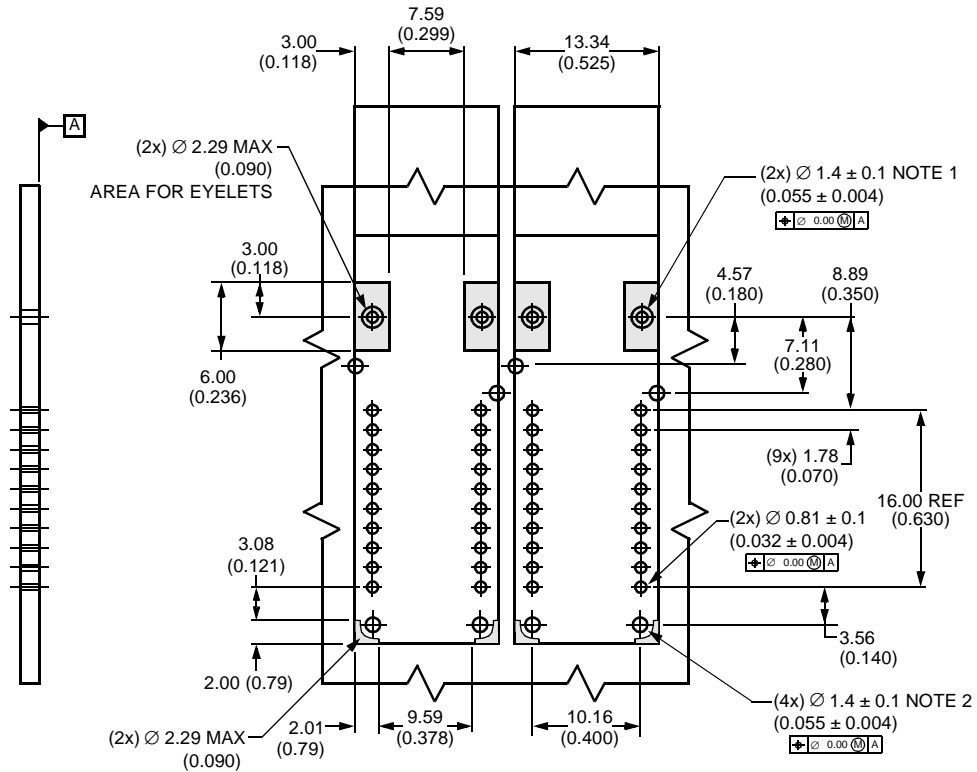 7.59
(0.299)
3.00
(0.118)
13.34
(0.525)
A
(2x) ∅ 2.29 MAX
(0.090)
AREA FOR EYELETS
(2x) ∅ 1.4 ± 0.1 NOTE 1
(0.055 ± 0.004)
⌖ ∅ 0.00 Ⓜ A
3.00
(0.118)
4.57
(0.180)
8.89
(0.350)
7.11
(0.280)
6.00
(0.236)
(9x) 1.78
(0.070)
16.00 REF
(0.630)
(2x) ∅ 0.81 ± 0.1
(0.032 ± 0.004)
⌖ ∅ 0.00 Ⓜ A
3.08
(0.121)
3.56
(0.140)
2.00 (0.79)
(4x) ∅ 1.4 ± 0.1 NOTE 2
(0.055 ± 0.004)
⌖ ∅ 0.00 Ⓜ A
2.01
(0.79)
9.59
(0.378)
10.16
(0.400)
(2x) ∅ 2.29 MAX
(0.090)